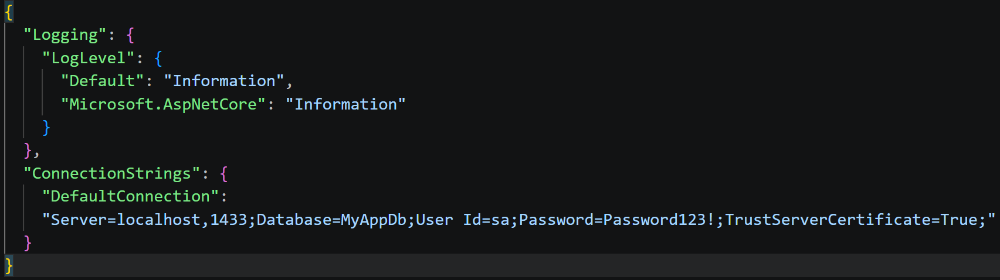 {
  "Logging": {
    "LogLevel": {
      "Default": "Information",
      "Microsoft.AspNetCore": "Information"
    }
  },
  "ConnectionStrings": {
    "DefaultConnection":
    "Server=localhost,1433;Database=MyAppDb;User Id=sa;Password=Password123!;TrustServerCertificate=True;"
  }
}